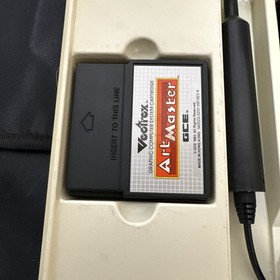 INSERT TO THIS LINE
Vectrex
GRAPHIC COMPUTER SYSTEM CARTRIDGE
Art Master
GCE